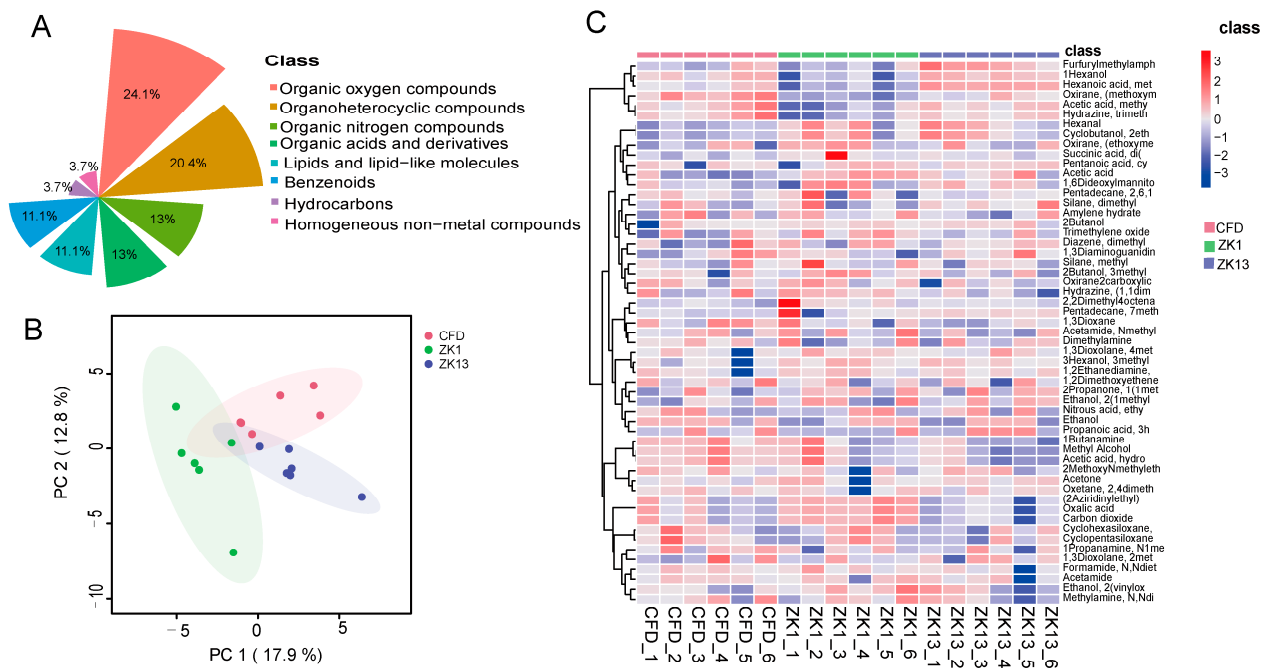 A
24.1%
20.4%
13%
13%
11.1%
11.1%
3.7%
3.7%
Class
Organic oxygen compounds
Organoheterocyclic compounds
Organic nitrogen compounds
Organic acids and derivatives
Lipids and lipid-like molecules
Benzenoids
Hydrocarbons
Homogeneous non-metal compounds
B
PC 2 ( 12.8 %)
5
0
-5
-10
-5
0
5
PC 1 ( 17.9 %)
CFD
ZK1
ZK13
C
class
Furfurylmethylamph
1Hexanol
Hexanoic acid, met
Oxirane, (methoxym
Acetic acid, methy
Hydrazine, trimeth
Hexanal
Cyclobutanol, 2eth
Oxirane, (ethoxyme
Succinic acid, di(
Pentanoic acid, cy
Acetic acid
1,6Dideoxylmannito
Pentadecane, 2,6,1
Silane, dimethyl
Amylene hydrate
2Butanol
Trimethylene oxide
Diazene, dimethyl
1,3Diaminoguanidin
Silane, methyl
2Butanol, 3methyl
Oxirane2carboxylic
Hydrazine, (1,1dim
2,2Dimethyl4octena
Pentadecane, 7meth
1,3Dioxane
Acetamide, Nmethyl
Dimethylamine
1,3Dioxolane, 4met
3Hexanol, 3methyl
1,2Ethanediamine,
1,2Dimethoxyethene
2Propanone, 1(1met
Ethanol, 2(1methyl
Nitrous acid, ethy
Ethanol
Propanoic acid, 3h
1Butanamine
Methyl Alcohol
Acetic acid, hydro
2MethoxyNmethyleth
Acetone
Oxetane, 2,4dimeth
(2Aziridinylethyl)
Oxalic acid
Carbon dioxide
Cyclohexasiloxane,
Cyclopentasiloxane
1Propanamine, N1me
1,3Dioxolane, 2met
Formamide, N,Ndiet
Acetamide
Ethanol, 2(vinylox
Methylamine, N,Ndi
CFD_1
CFD_2
CFD_3
CFD_4
CFD_5
CFD_6
ZK1_1
ZK1_2
ZK1_3
ZK1_4
ZK1_5
ZK1_6
ZK13_1
ZK13_2
ZK13_3
ZK13_4
ZK13_5
ZK13_6
class
3
2
1
0
-1
-2
-3
CFD
ZK1
ZK13